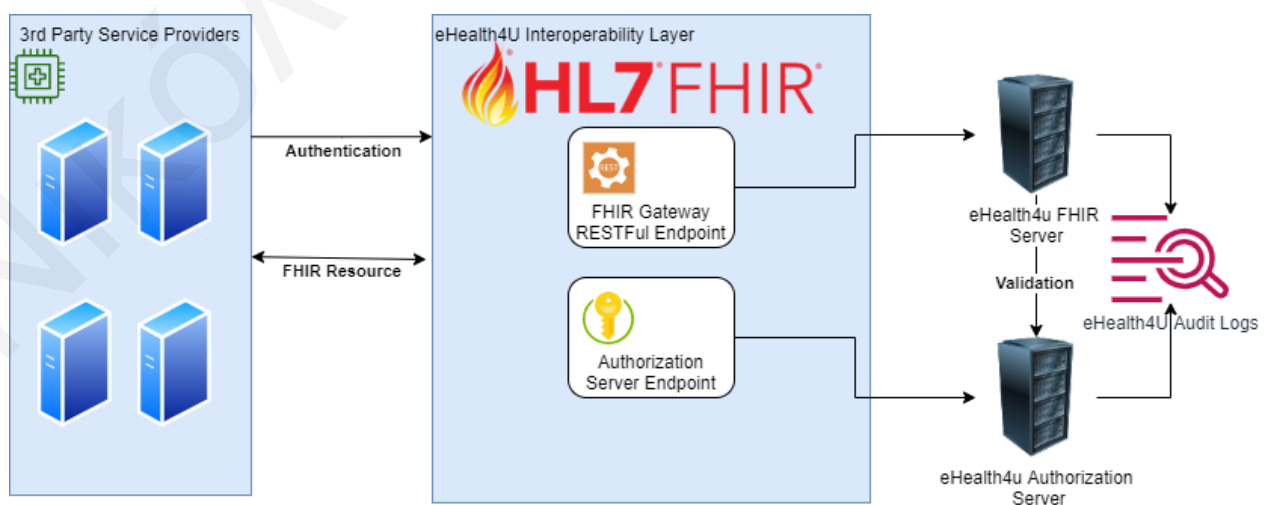 3rd Party Service Providers
eHealth4U Interoperability Layer
HL7 FHIR
Authentication
REST
FHIR Gateway
RESTFul Endpoint
eHealth4u FHIR
Server
FHIR Resource
Validation
eHealth4U Audit Logs
Authorization
Server Endpoint
eHealth4u Authorization
Server